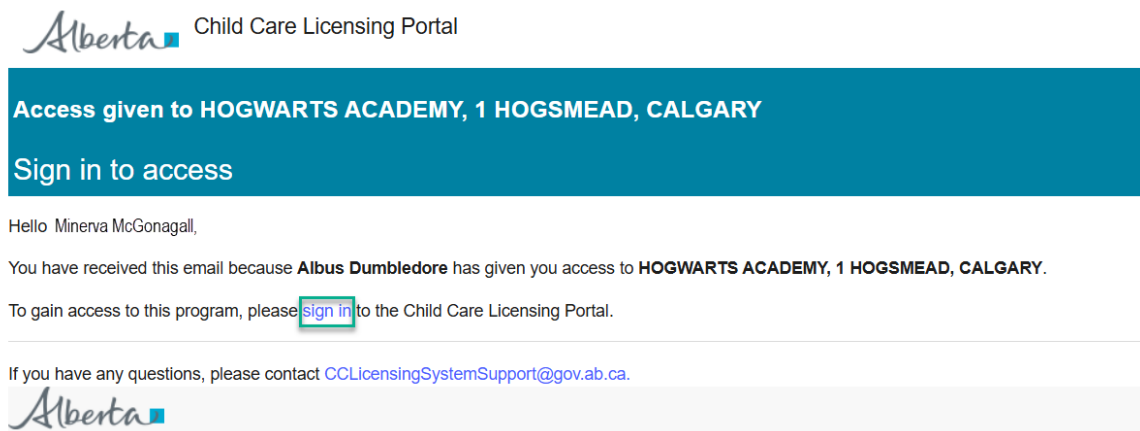 Alberta Child Care Licensing Portal
Access given to HOGWARTS ACADEMY, 1 HOGSMEAD, CALGARY
Sign in to access
Hello Minerva McGonagall,
You have received this email because Albus Dumbledore has given you access to HOGWARTS ACADEMY, 1 HOGSMEAD, CALGARY.
To gain access to this program, please sign in to the Child Care Licensing Portal.
If you have any questions, please contact CCLicensingSystemSupport@gov.ab.ca.
Alberta